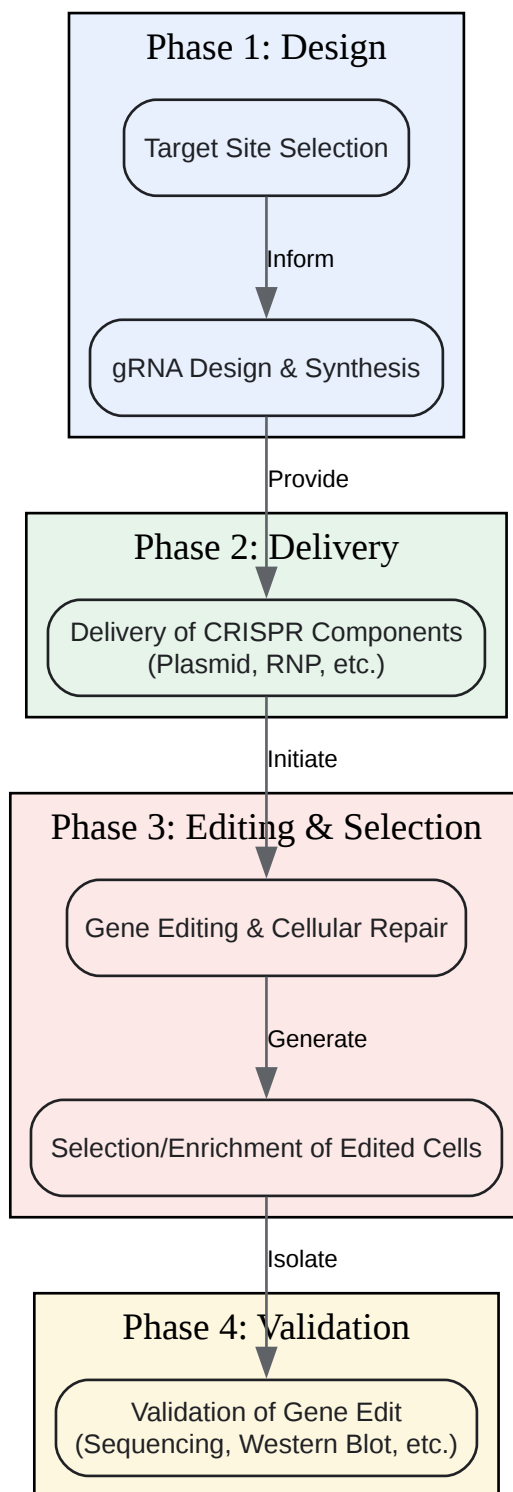 Phase 1: Design
Target Site Selection
Inform
gRNA Design & Synthesis
Provide
Phase 2: Delivery
Delivery of CRISPR Components
(Plasmid, RNP, etc.)
Initiate
Phase 3: Editing & Selection
Gene Editing & Cellular Repair
Generate
Selection/Enrichment of Edited Cells
Isolate
Phase 4: Validation
Validation of Gene Edit
(Sequencing, Western Blot, etc.)